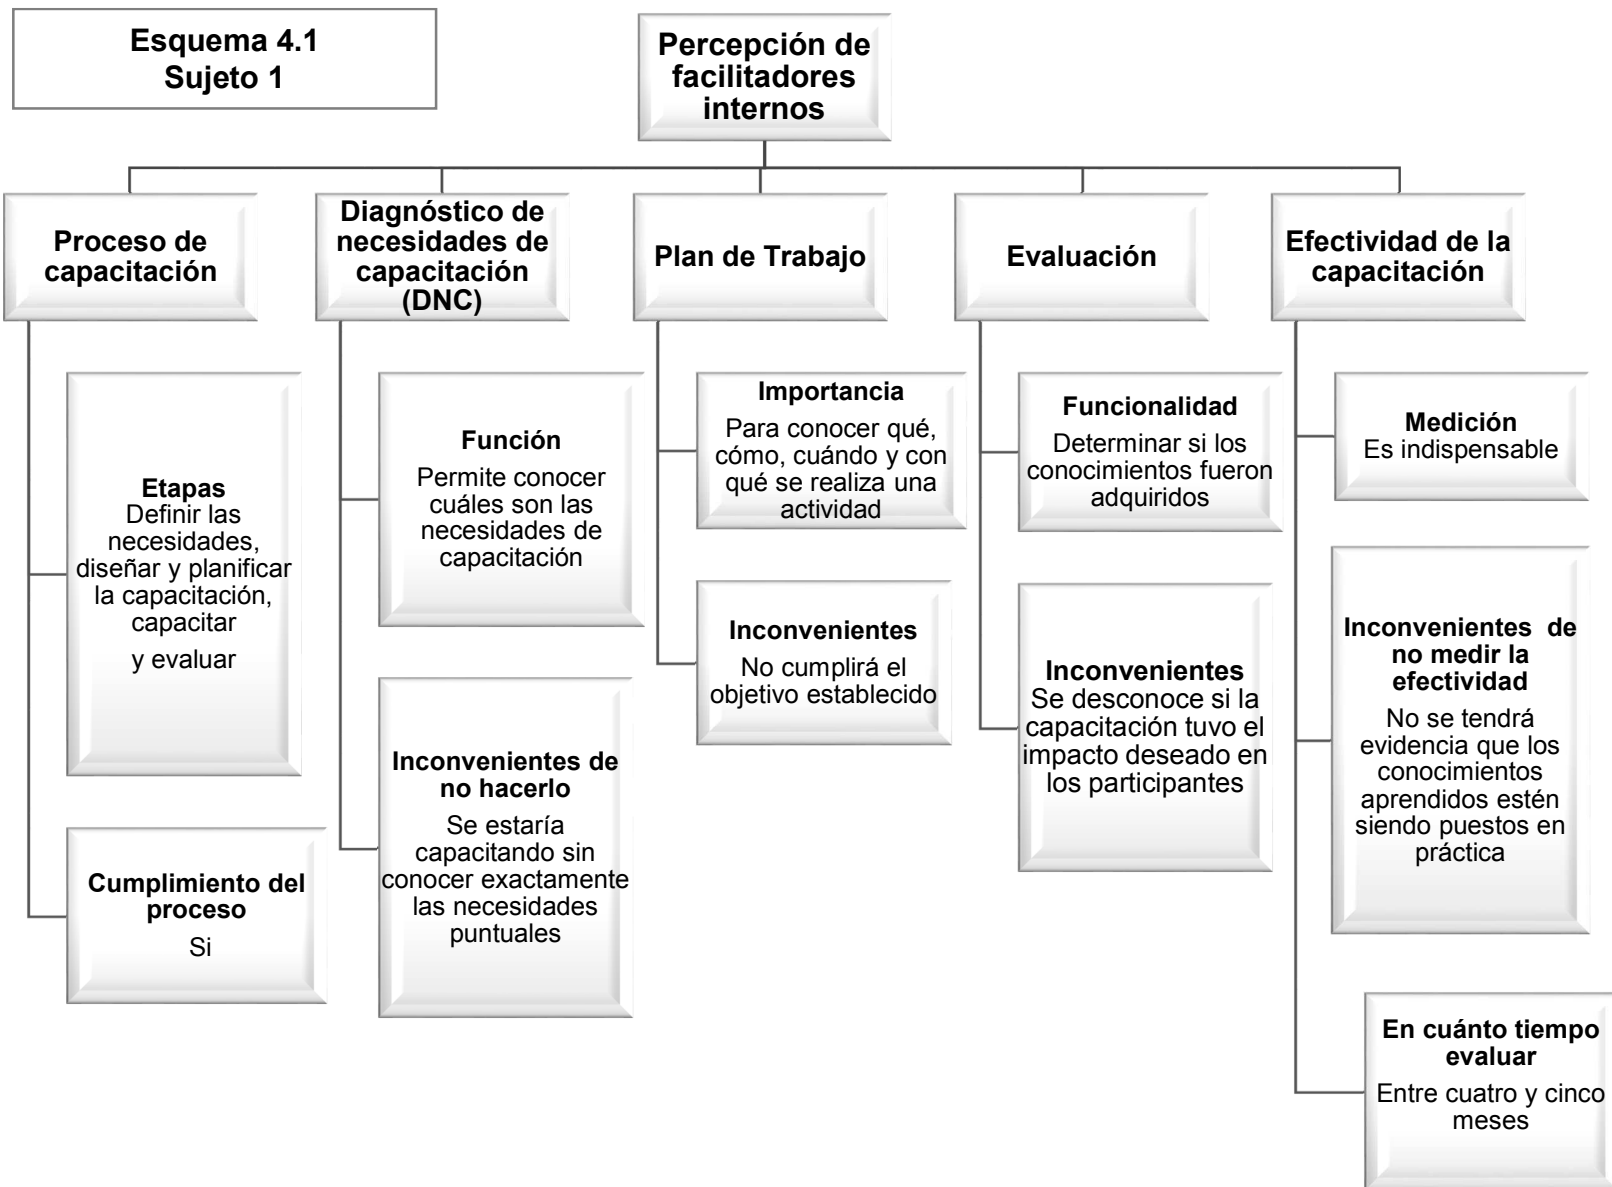 Esquema 4.1
Sujeto 1
Percepción de
facilitadores
internos
Proceso de
capacitación
Etapas
Definir las
necesidades,
diseñar y planificar
la capacitación,
capacitar
y evaluar
Cumplimiento del
proceso
Si
Diagnóstico de
necesidades de
capacitación
(DNC)
Función
Permite conocer
cuáles son las
necesidades de
capacitación
Inconvenientes de
no hacerlo
Se estaría
capacitando sin
conocer exactamente
las necesidades
puntuales
Plan de Trabajo
Importancia
Para conocer qué,
cómo, cuándo y con
qué se realiza una
actividad
Inconvenientes
No cumplirá el
objetivo establecido
Evaluación
Funcionalidad
Determinar si los
conocimientos fueron
adquiridos
Inconvenientes
Se desconoce si la
capacitación tuvo el
impacto deseado en
los participantes
Efectividad de la
capacitación
Medición
Es indispensable
Inconvenientes de
no medir la
efectividad
No se tendrá
evidencia que los
conocimientos
aprendidos estén
siendo puestos en
práctica
En cuánto tiempo
evaluar
Entre cuatro y cinco
meses